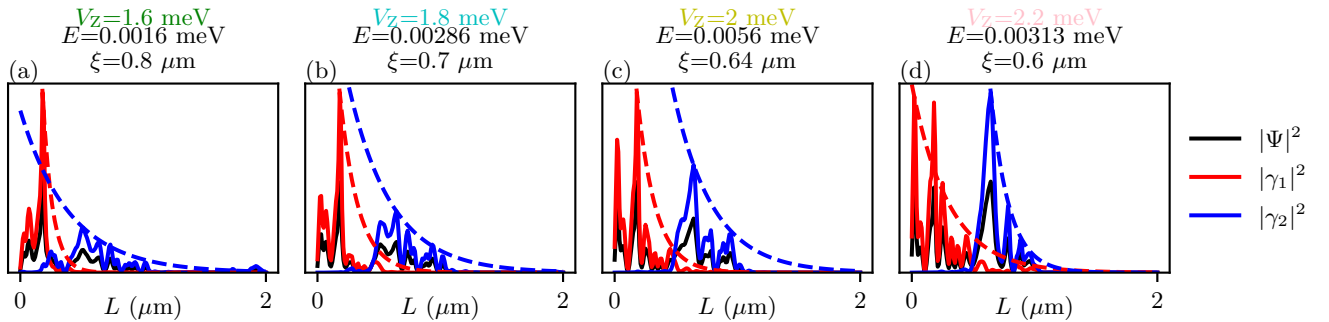 V_Z=1.6 meV
E=0.0016 meV
ξ=0.8 μm
(a)
0
2
L (μm)
V_Z=1.8 meV
E=0.00286 meV
ξ=0.7 μm
(b)
0
2
L (μm)
V_Z=2 meV
E=0.0056 meV
ξ=0.64 μm
(c)
0
2
L (μm)
V_Z=2.2 meV
E=0.00313 meV
ξ=0.6 μm
(d)
0
2
L (μm)
|Ψ|²
|γ₁|²
|γ₂|²